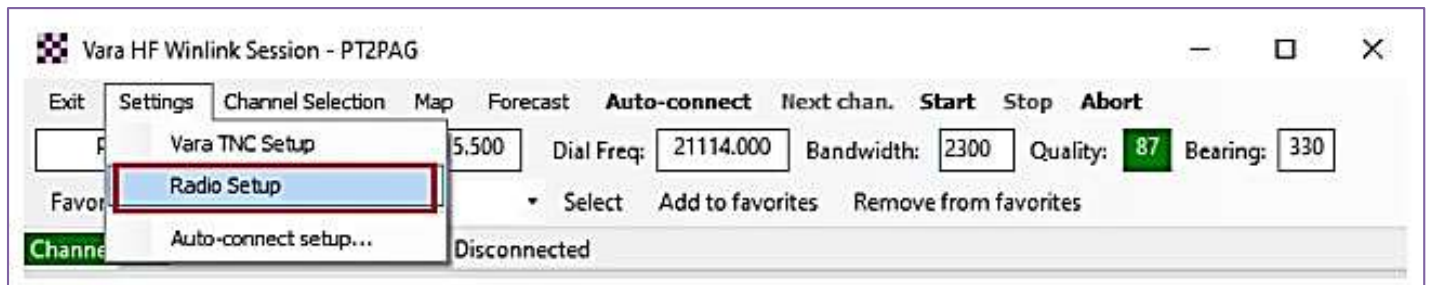 Vara HF Winlink Session - PT2PAG
Exit Settings Channel Selection Map Forecast Auto-connect Next chan. Start Stop Abort
5.500 Dial Freq: 21114.000 Bandwidth: 2300 Quality: 87 Bearing: 330
Vara TNC Setup
Radio Setup
Favor Select Add to favorites Remove from favorites
Auto-connect setup...
Channe Disconnected